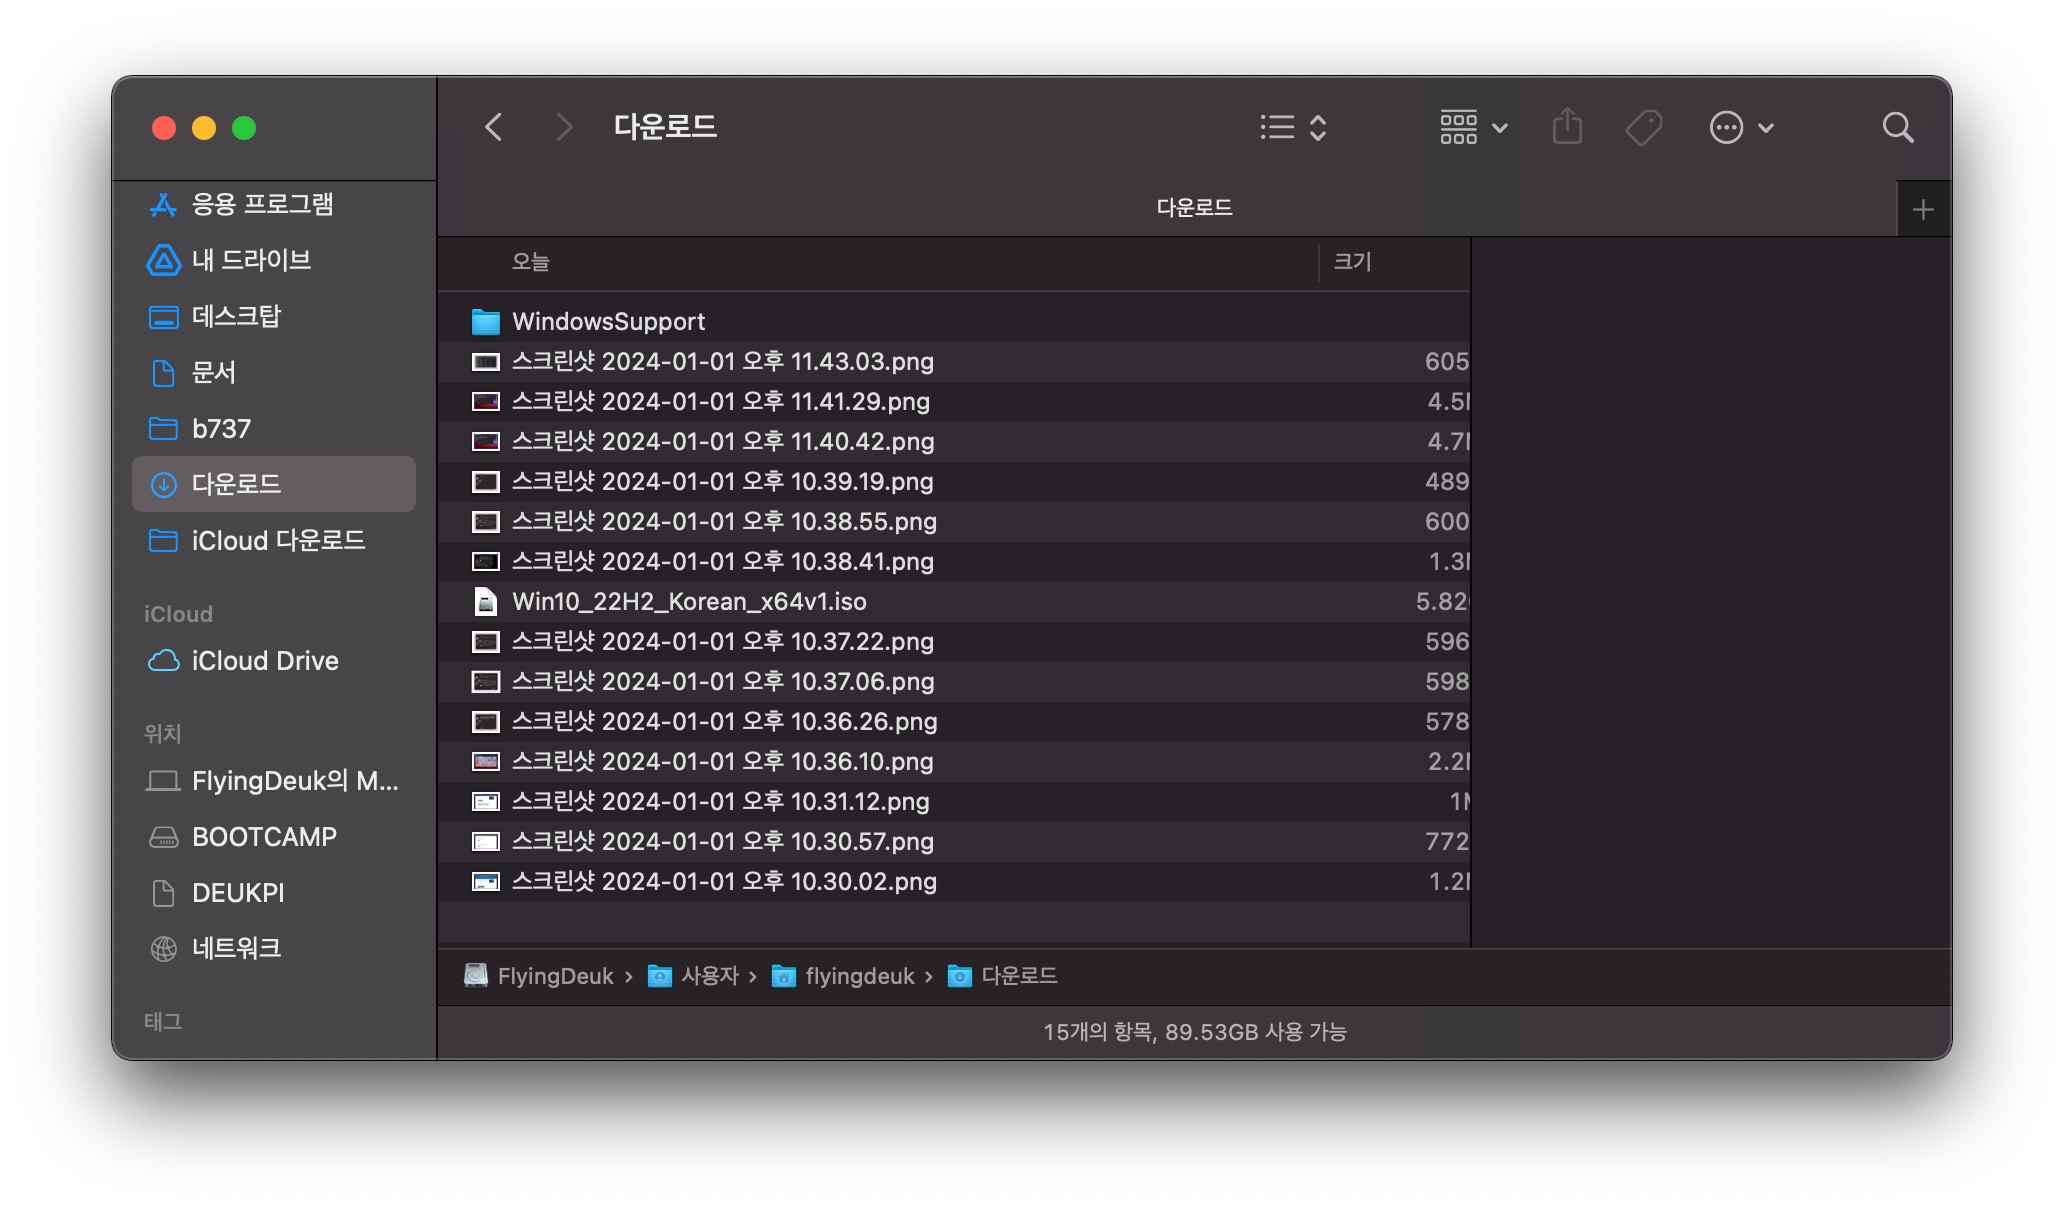 다운로드
응용 프로그램
내 드라이브
데스크탑
문서
b737
다운로드
iCloud 다운로드
iCloud
iCloud Drive
위치
FlyingDeuk의 M...
BOOTCAMP
DEUKPI
네트워크
태그
다운로드
오늘 크기
WindowsSupport
스크린샷 2024-01-01 오후 11.43.03.png 605
스크린샷 2024-01-01 오후 11.41.29.png 4.5
스크린샷 2024-01-01 오후 11.40.42.png 4.7
스크린샷 2024-01-01 오후 10.39.19.png 489
스크린샷 2024-01-01 오후 10.38.55.png 600
스크린샷 2024-01-01 오후 10.38.41.png 1.3
Win10_22H2_Korean_x64v1.iso 5.82
스크린샷 2024-01-01 오후 10.37.22.png 596
스크린샷 2024-01-01 오후 10.37.06.png 598
스크린샷 2024-01-01 오후 10.36.26.png 578
스크린샷 2024-01-01 오후 10.36.10.png 2.2
스크린샷 2024-01-01 오후 10.31.12.png 1
스크린샷 2024-01-01 오후 10.30.57.png 772
스크린샷 2024-01-01 오후 10.30.02.png 1.2
FlyingDeuk › 사용자 › flyingdeuk › 다운로드
15개의 항목, 89.53GB 사용 가능